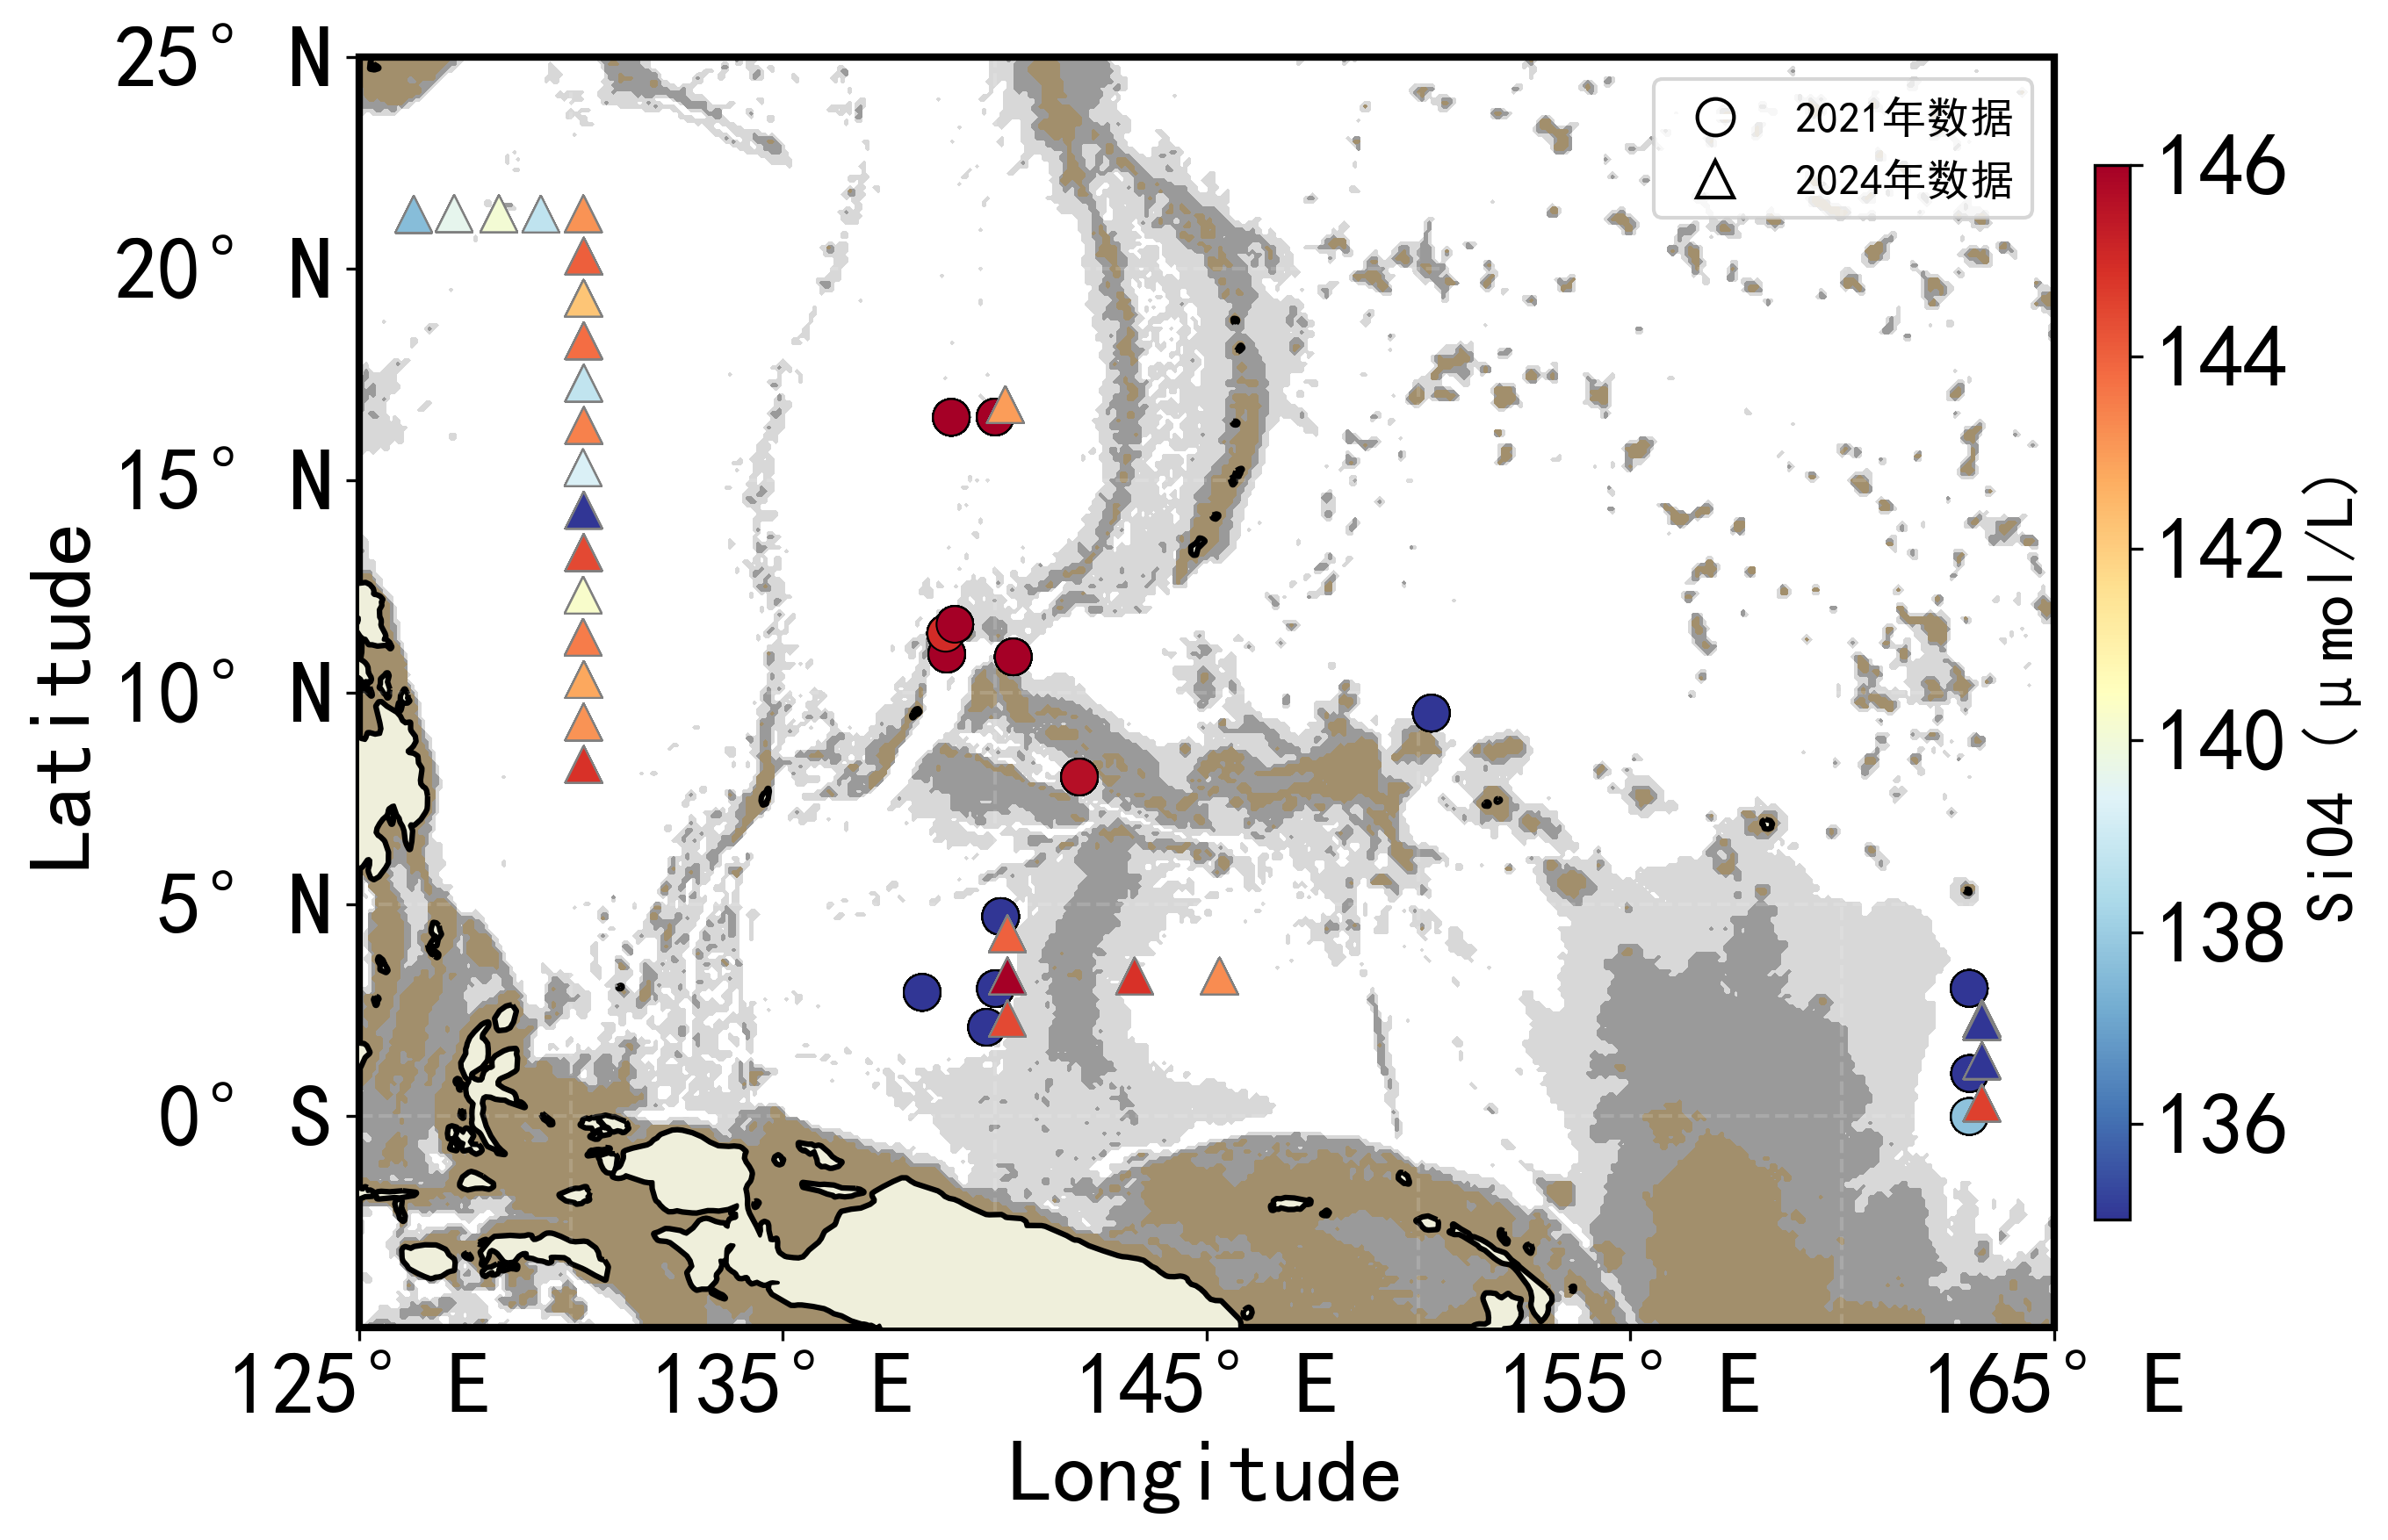 25° N
20° N
15° N
10° N
5° N
0° S
Latitude
125° E
135° E
145° E
155° E
165° E
Longitude
2021年数据
2024年数据
146
144
142
140
138
136
SiO4 (μmol/L)